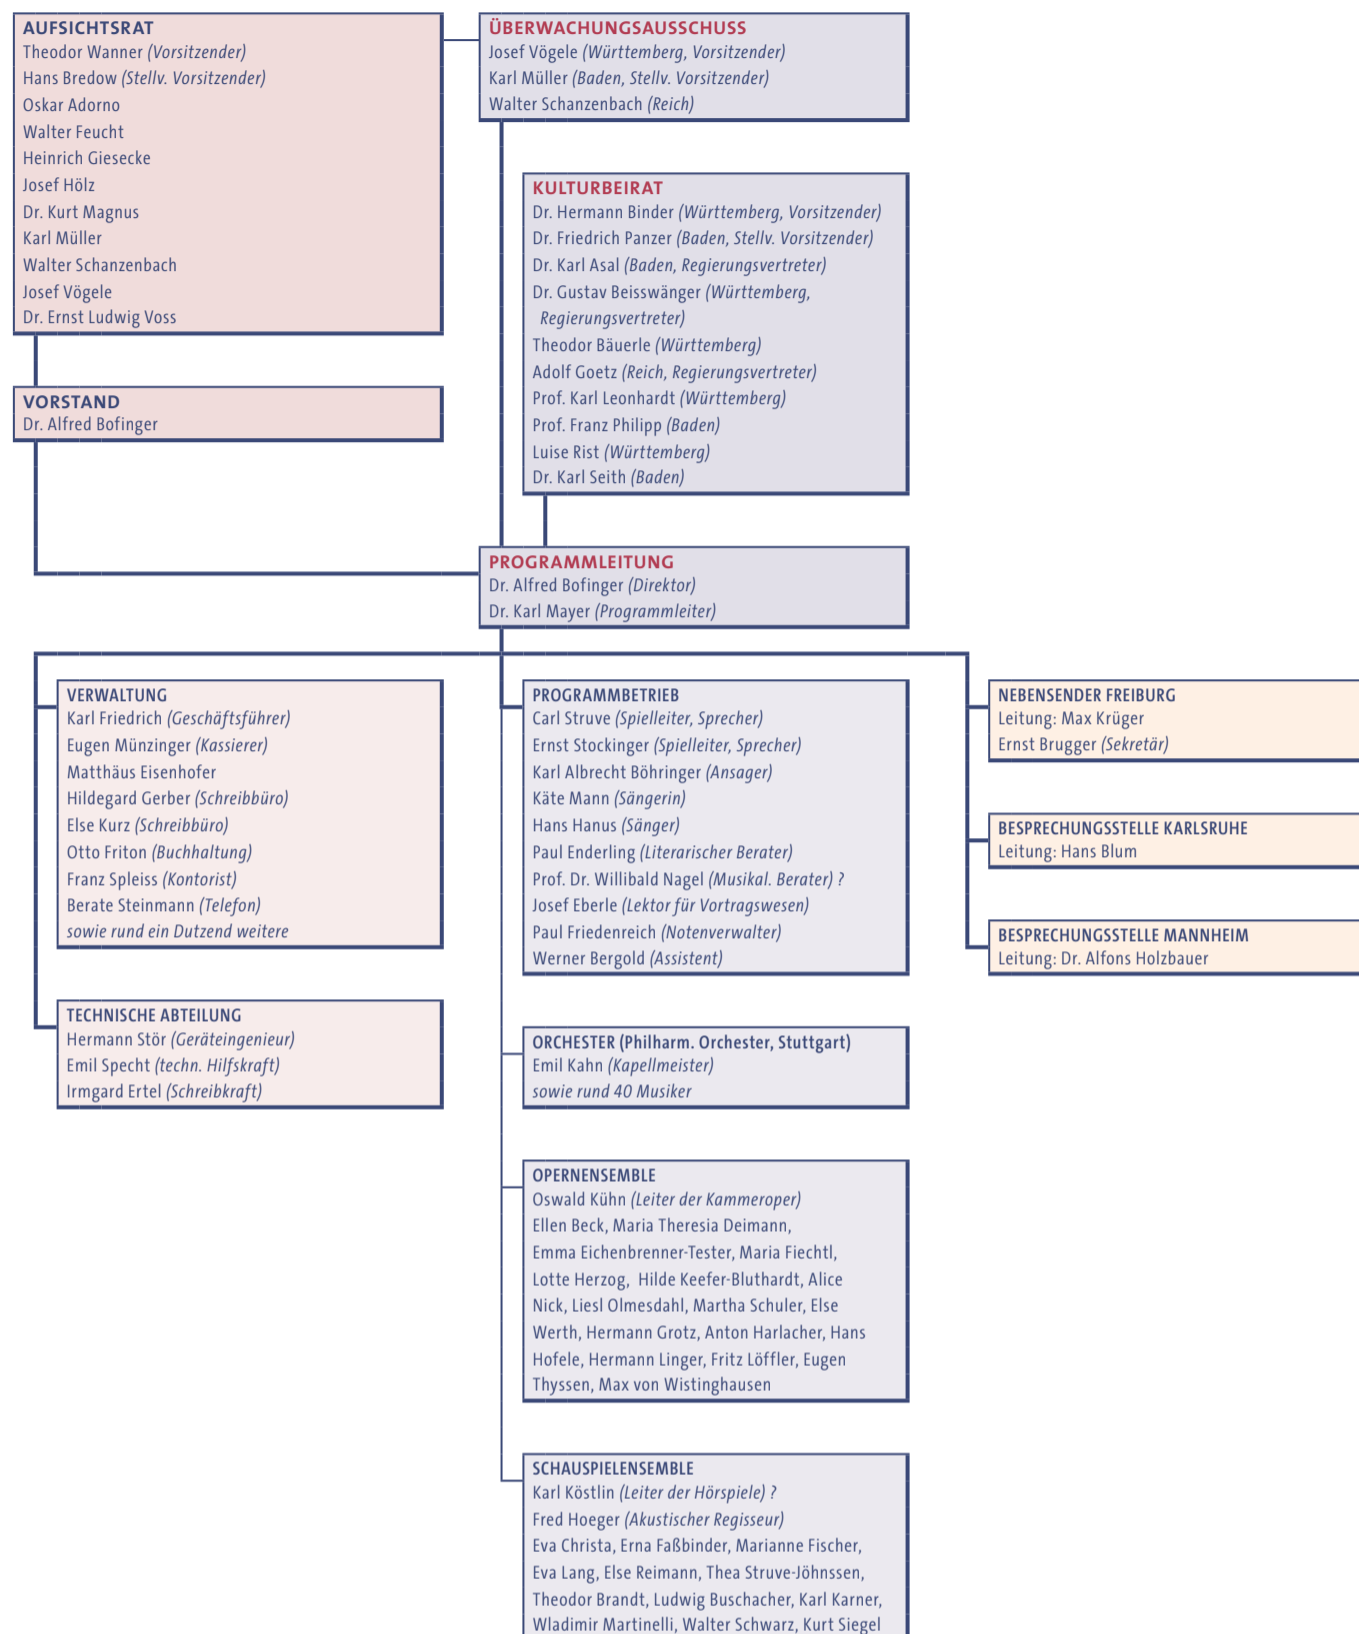 AUFSICHTSRAT
Theodor Wanner (Vorsitzender)
Hans Bredow (Stellv. Vorsitzender)
Oskar Adorno
Walter Feucht
Heinrich Giesecke
Josef Hölz
Dr. Kurt Magnus
Karl Müller
Walter Schanzenbach
Josef Vögele
Dr. Ernst Ludwig Voss
ÜBERWACHUNGSAUSSCHUSS
Josef Vögele (Württemberg, Vorsitzender)
Karl Müller (Baden, Stellv. Vorsitzender)
Walter Schanzenbach (Reich)
KULTURBEIRAT
Dr. Hermann Binder (Württemberg, Vorsitzender)
Dr. Friedrich Panzer (Baden, Stellv. Vorsitzender)
Dr. Karl Asal (Baden, Regierungsvertreter)
Dr. Gustav Beisswänger (Württemberg,
Regierungsvertreter)
Theodor Bäuerle (Württemberg)
Adolf Goetz (Reich, Regierungsvertreter)
Prof. Karl Leonhardt (Württemberg)
Prof. Franz Philipp (Baden)
Luise Rist (Württemberg)
Dr. Karl Seith (Baden)
VORSTAND
Dr. Alfred Bofinger
PROGRAMMLEITUNG
Dr. Alfred Bofinger (Direktor)
Dr. Karl Mayer (Programmleiter)
VERWALTUNG
Karl Friedrich (Geschäftsführer)
Eugen Münzinger (Kassierer)
Matthäus Eisenhofer
Hildegard Gerber (Schreibbüro)
Else Kurz (Schreibbüro)
Otto Friton (Buchhaltung)
Franz Spleiss (Kontorist)
Berate Steinmann (Telefon)
sowie rund ein Dutzend weitere
TECHNISCHE ABTEILUNG
Hermann Stör (Geräteingenieur)
Emil Specht (techn. Hilfskraft)
Irmgard Ertel (Schreibkraft)
PROGRAMMBETRIEB
Carl Struve (Spielleiter, Sprecher)
Ernst Stockinger (Spielleiter, Sprecher)
Karl Albrecht Böhringer (Ansager)
Käte Mann (Sängerin)
Hans Hanus (Sänger)
Paul Enderling (Literarischer Berater)
Prof. Dr. Willibald Nagel (Musikal. Berater) ?
Josef Eberle (Lektor für Vortragswesen)
Paul Friedenreich (Notenverwalter)
Werner Bergold (Assistent)
ORCHESTER (Philharm. Orchester, Stuttgart)
Emil Kahn (Kapellmeister)
sowie rund 40 Musiker
OPERNENSEMBLE
Oswald Kühn (Leiter der Kammeroper)
Ellen Beck, Maria Theresia Deimann,
Emma Eichenbrenner-Tester, Maria Fiechtl,
Lotte Herzog, Hilde Keefer-Bluthardt, Alice
Nick, Liesl Olmesdahl, Martha Schuler, Else
Werth, Hermann Grotz, Anton Harlacher, Hans
Hofele, Hermann Linger, Fritz Löffler, Eugen
Thyssen, Max von Wistinghausen
SCHAUSPIELENSEMBLE
Karl Köstlin (Leiter der Hörspiele) ?
Fred Hoeger (Akustischer Regisseur)
Eva Christa, Erna Faßbinder, Marianne Fischer,
Eva Lang, Else Reimann, Thea Struve-Jöhnssen,
Theodor Brandt, Ludwig Buschacher, Karl Karner,
Wladimir Martinelli, Walter Schwarz, Kurt Siegel
NEBENSENDER FREIBURG
Leitung: Max Krüger
Ernst Brugger (Sekretär)
BESPRECHUNGSSTELLE KARLSRUHE
Leitung: Hans Blum
BESPRECHUNGSSTELLE MANNHEIM
Leitung: Dr. Alfons Holzbauer